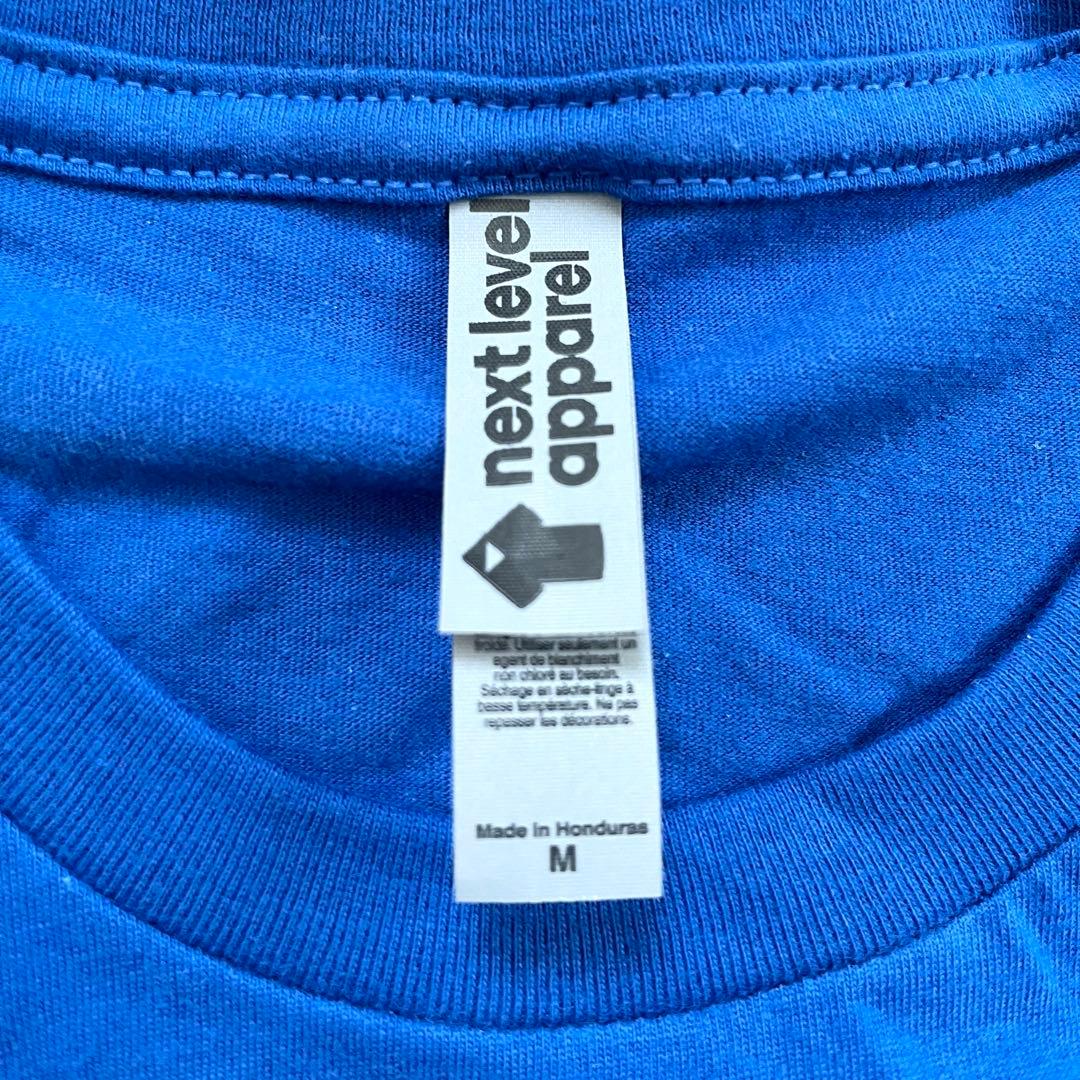 next level
apparel
froide. Utiliser seulement un
agent de blanchiment
non chloré au besoin.
Séchage en sèche-linge à
basse température. Ne pas
repasser les décorations.
Made in Honduras
M